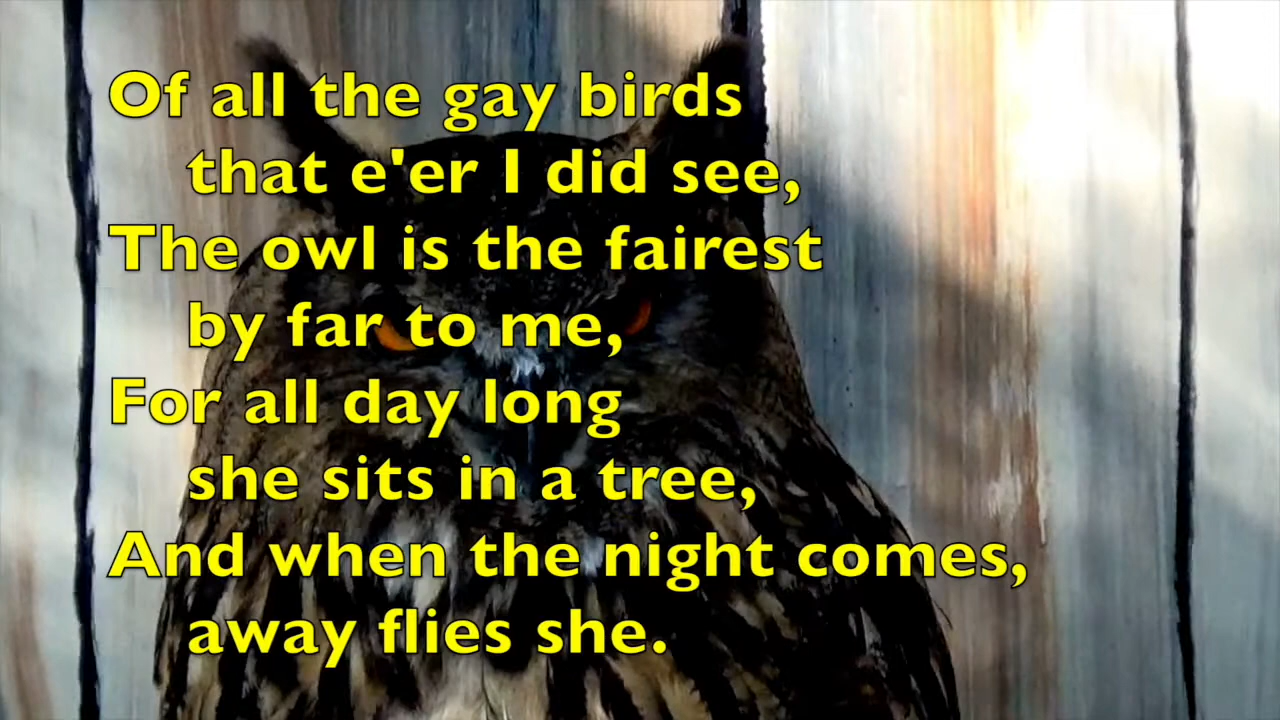 Of all the gay birds
that e'er I did see,
The owl is the fairest
by far to me,
For all day long
she sits in a tree,
And when the night comes,
away flies she.